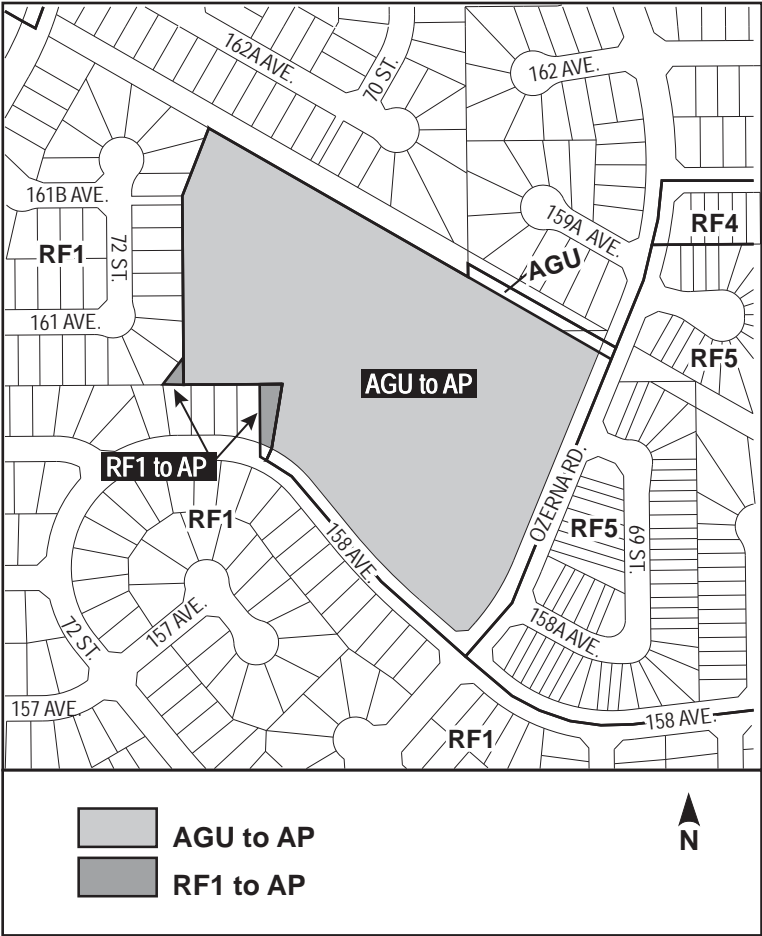 162A AVE.
70 ST.
162 AVE.
161B AVE.
RF1
72 ST.
159A AVE.
RF4
AGU
161 AVE.
RF5
AGU to AP
RF1 to AP
OZERNA RD.
RF1
158 AVE.
RF5
69 ST.
72 ST.
157 AVE.
158A AVE.
157 AVE.
RF1
158 AVE.
AGU to AP
RF1 to AP
N